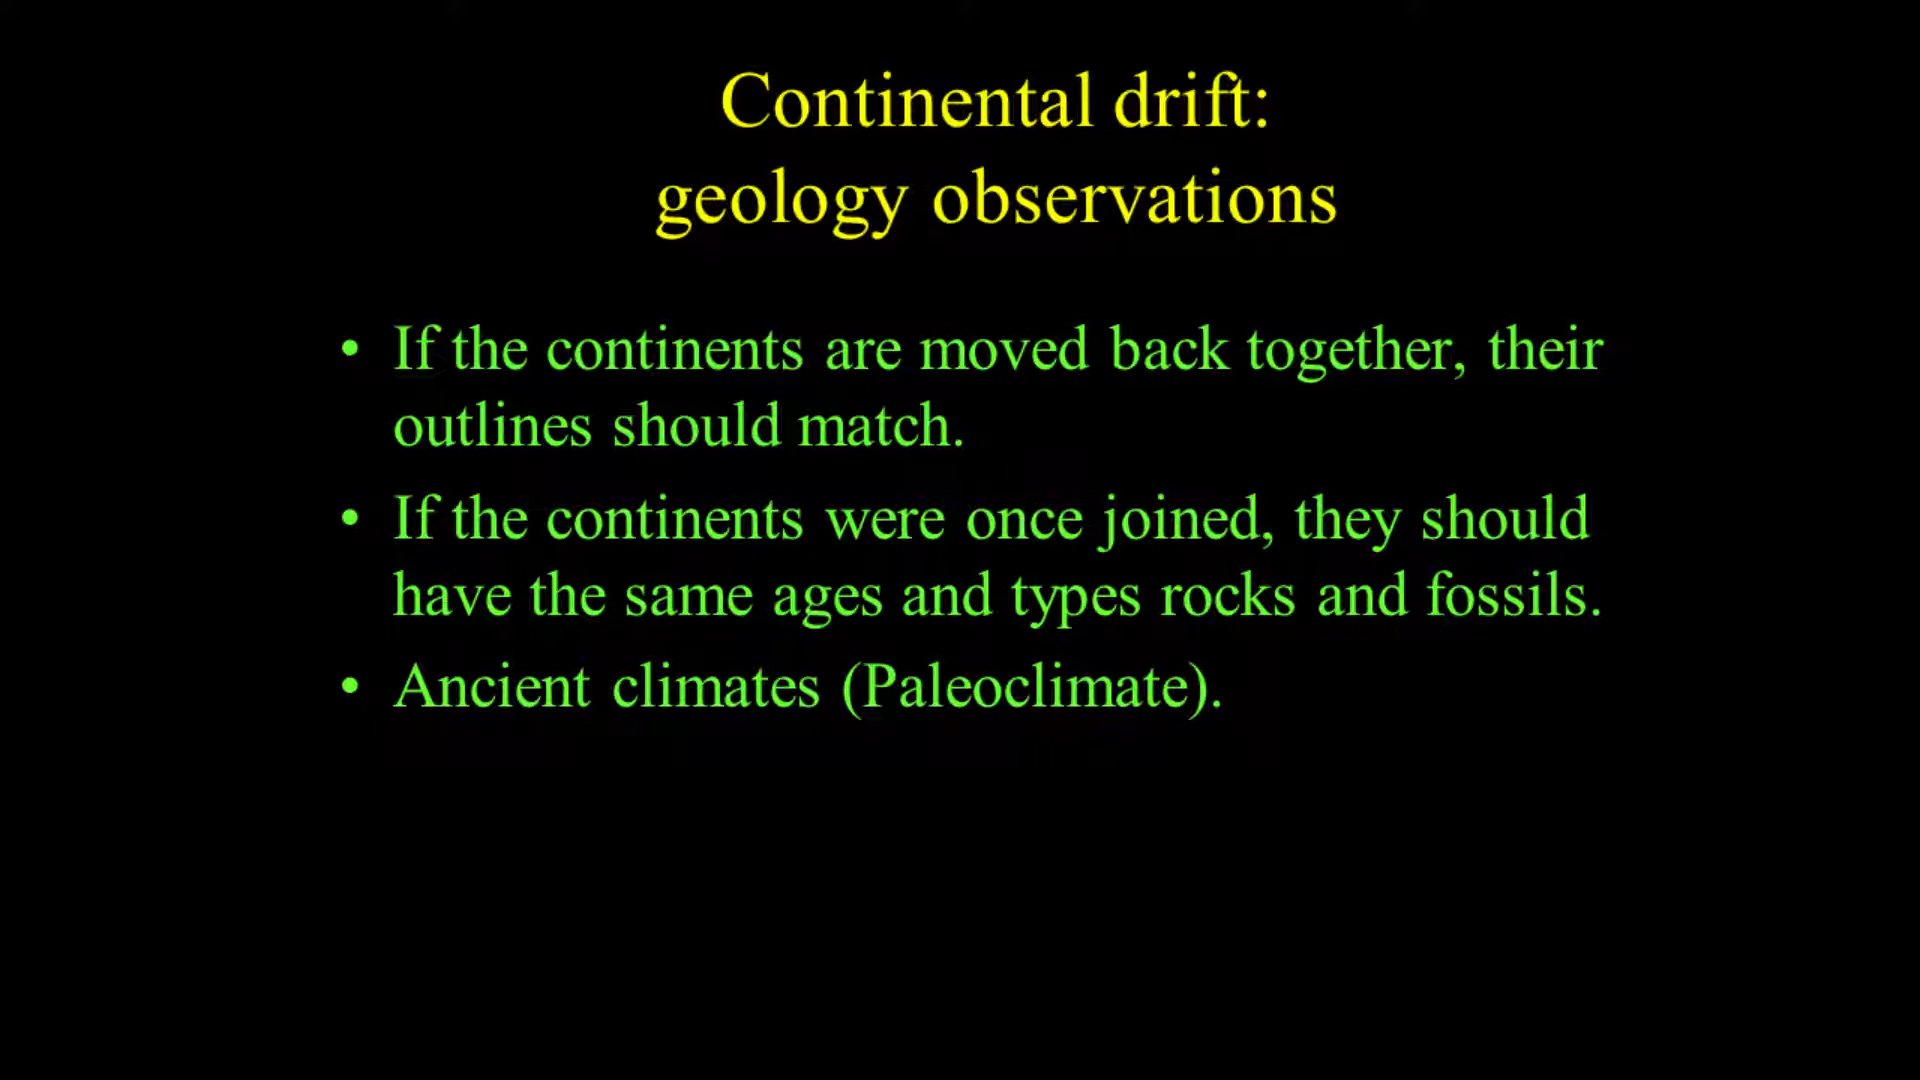 Continental drift:
geology observations
• If the continents are moved back together, their
outlines should match.
• If the continents were once joined, they should
have the same ages and types rocks and fossils.
• Ancient climates (Paleoclimate).